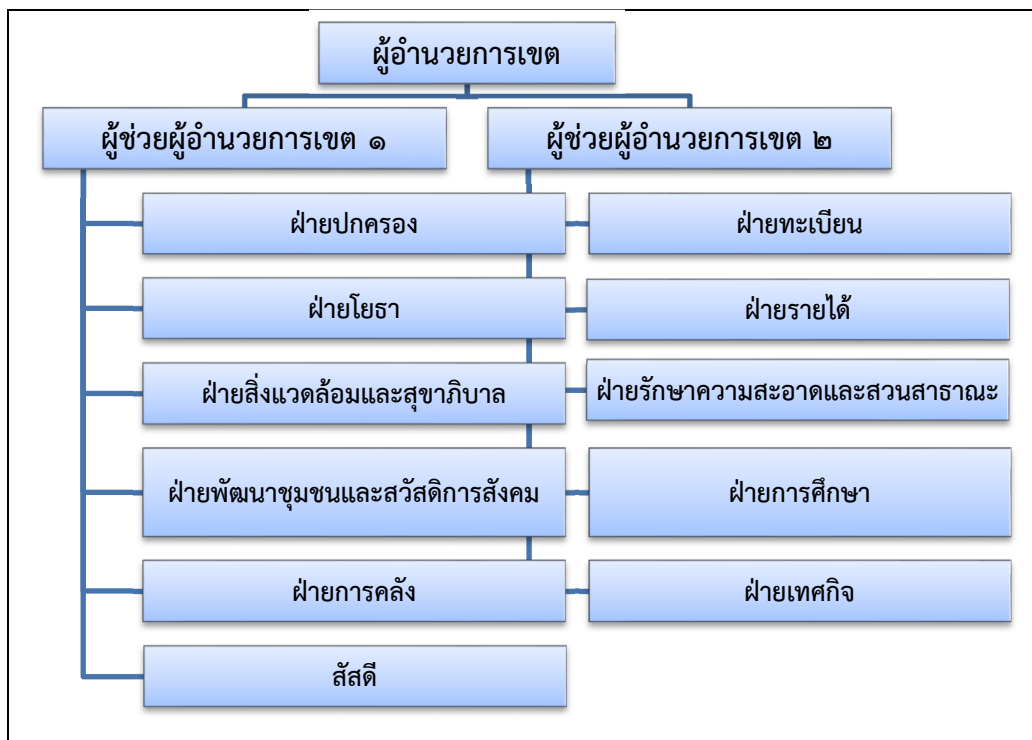 ผู้อำนวยการเขต
ผู้ช่วยผู้อำนวยการเขต ๑
ผู้ช่วยผู้อำนวยการเขต ๒
ฝ่ายปกครอง
ฝ่ายทะเบียน
ฝ่ายโยธา
ฝ่ายรายได้
ฝ่ายสิ่งแวดล้อมและสุขาภิบาล
ฝ่ายรักษาความสะอาดและสวนสาธาณะ
ฝ่ายพัฒนาชุมชนและสวัสดิการสังคม
ฝ่ายการศึกษา
ฝ่ายการคลัง
ฝ่ายเทศกิจ
สัสดี